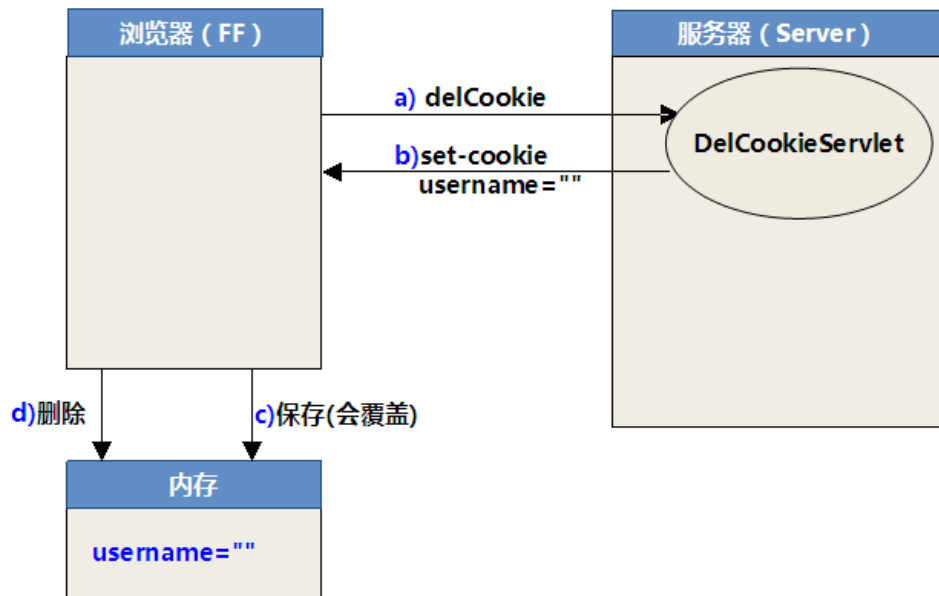 浏览器（FF）
服务器（Server）
a) delCookie
DelCookieServlet
b)set-cookie
username=""
d)删除
c)保存(会覆盖)
内存
username=""